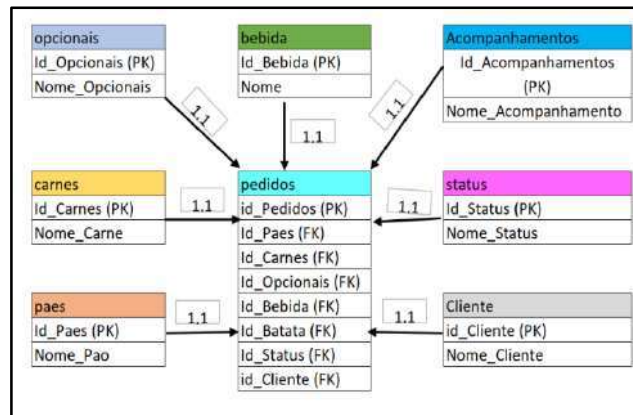 opcionais
Id_Opcionais (PK)
Nome_Opcionais
bebida
Id_Bebida (PK)
Nome
Acompanhamentos
Id_Acompanhamentos
(PK)
Nome_Acompanhamento
1.1
1.1
1.1
carnes
Id_Carnes (PK)
Nome_Carne
1.1
pedidos
id_Pedidos (PK)
Id_Paes (FK)
Id_Carnes (FK)
Id_Opcionais (FK)
Id_Bebida (FK)
Id_Batata (FK)
Id_Status (FK)
id_Cliente (FK)
1.1
status
Id_Status (PK)
Nome_Status
paes
Id_Paes (PK)
Nome_Pao
1.1
1.1
Cliente
id_Cliente (PK)
Nome_Cliente